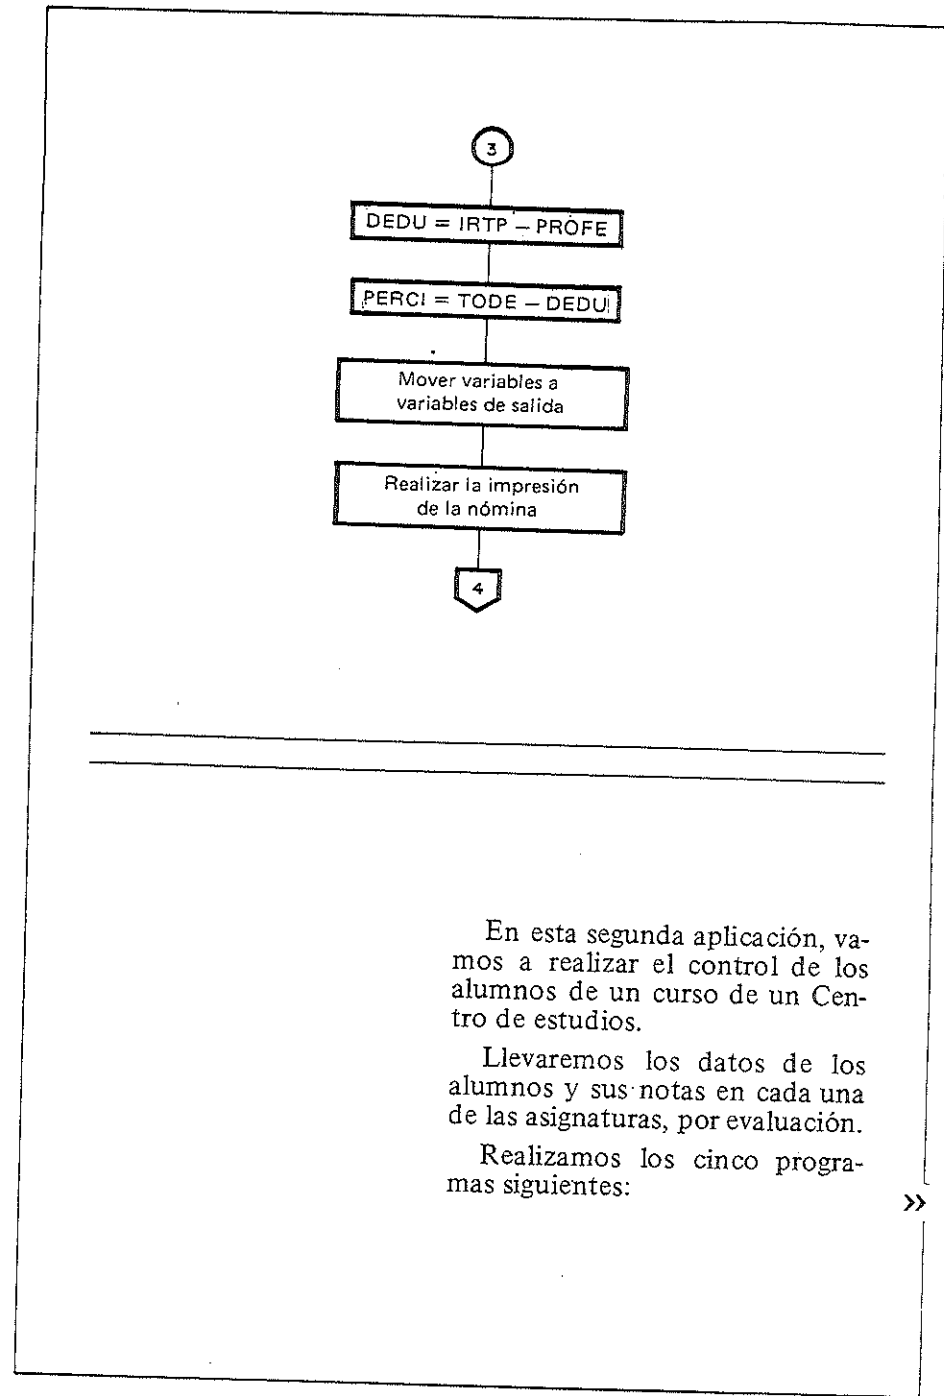 3
DEDU = IRTP – PROFE
PERCI = TODE – DEDU
Mover variables a
variables de salida
Realizar la impresión
de la nómina
4
En esta segunda aplicación, va-
mos a realizar el control de los
alumnos de un curso de un Cen-
tro de estudios.
Llevaremos los datos de los
alumnos y sus notas en cada una
de las asignaturas, por evaluación.
Realizamos los cinco progra-
mas siguientes:
»